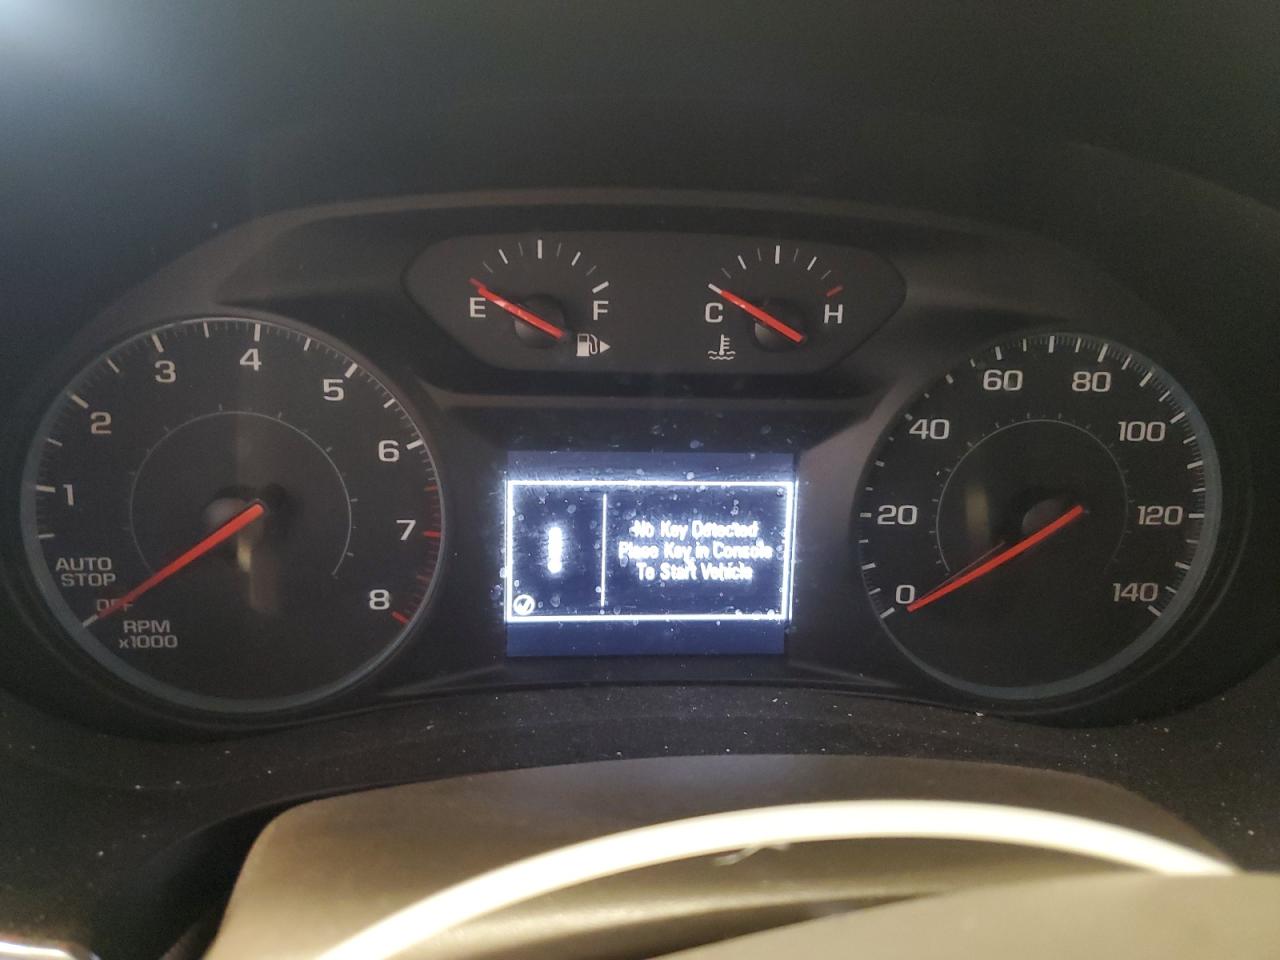 E
F
C
H
1
2
3
4
5
6
7
8
AUTO
STOP
OFF
RPM
x1000
No Key Detected
Place Key in Console
To Start Vehicle
0
20
40
60
80
100
120
140